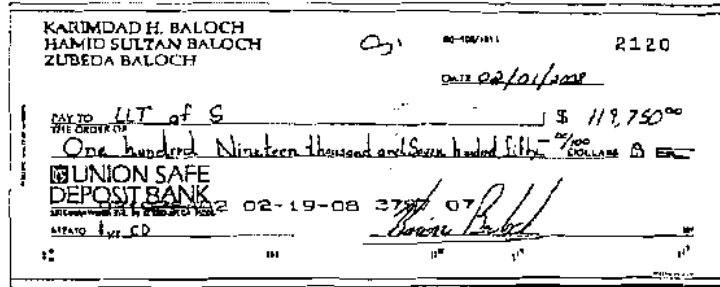 KARIMDAD H. BALOCH
HAMID SULTAN BALOCH
ZUBEDA BALOCH
2120
DATE 02/01/2008
PAY TO THE ORDER OF LLT of S $ 119,750 00
One hundred Nineteen thousand and Seven hundred fifty 00/100 DOLLARS
UNION SAFE
DEPOSIT BANK
02-19-08 07
MEMO for CD